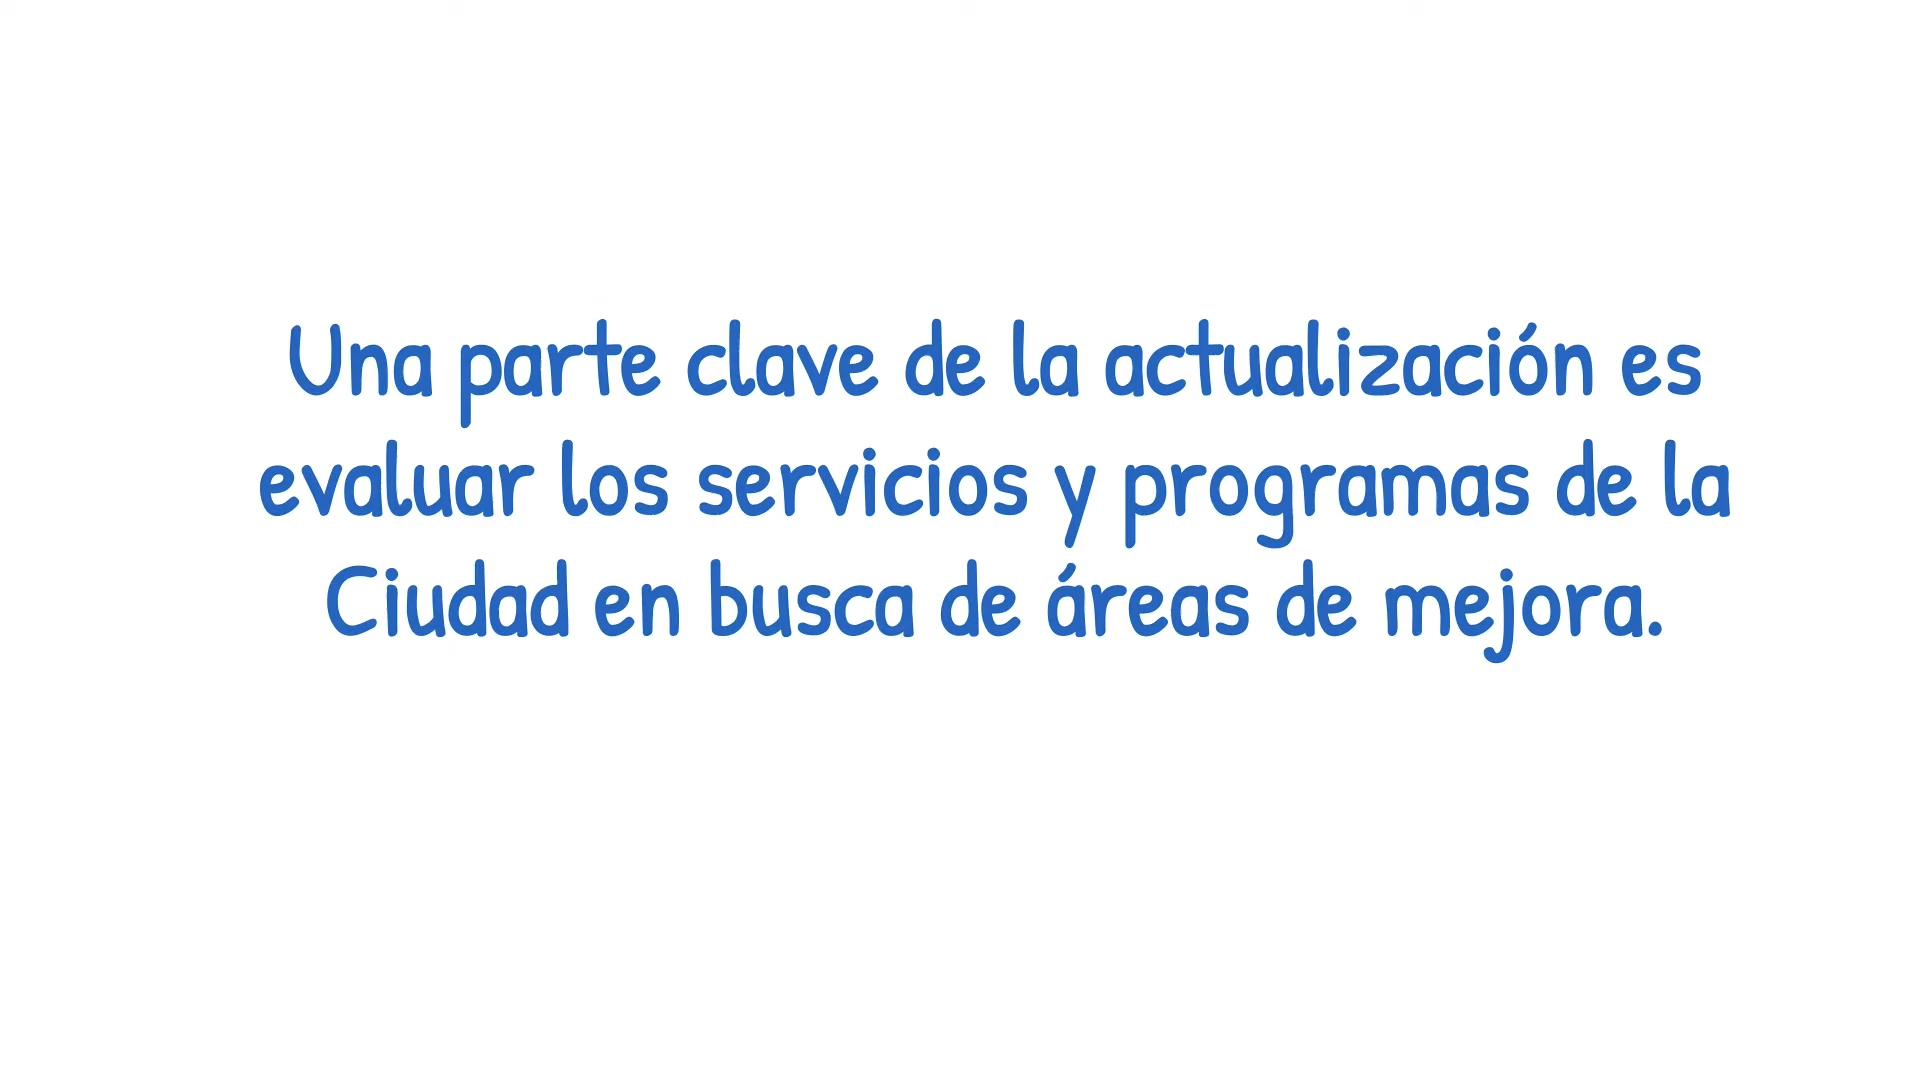 Una parte clave de la actualización es
evaluar los servicios y programas de la
Ciudad en busca de áreas de mejora.